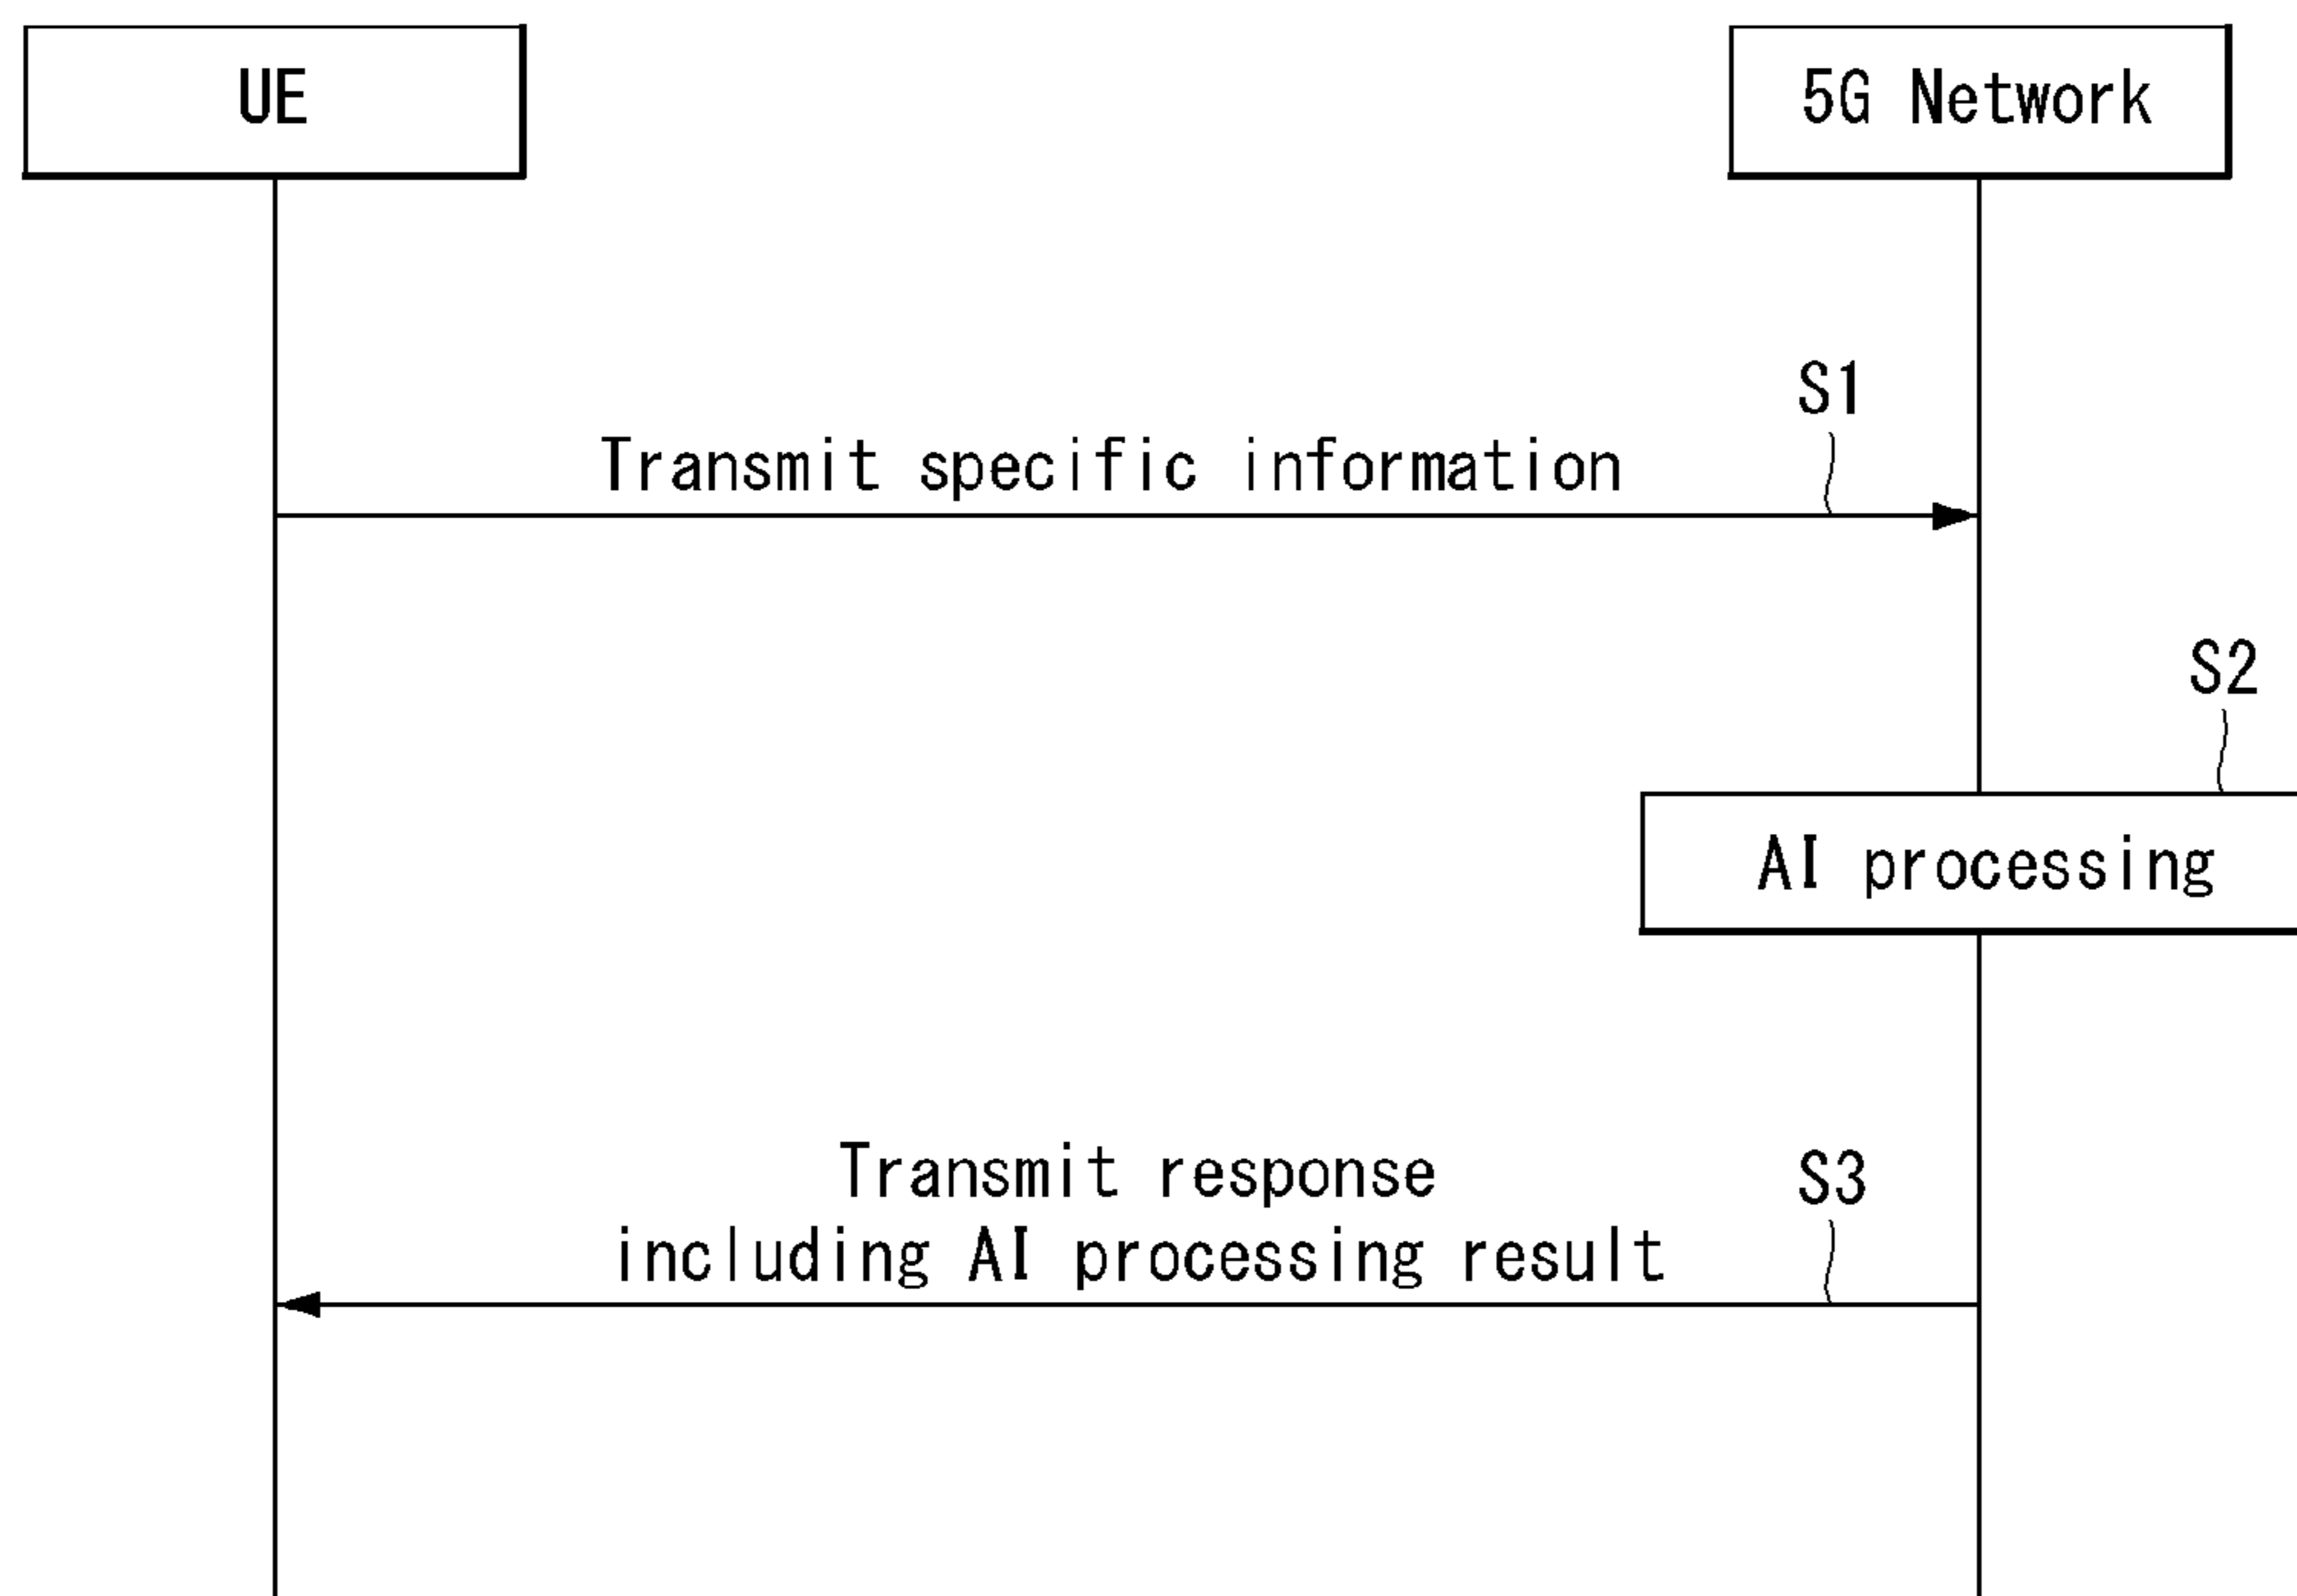 UE
5G Network
S1
Transmit specific information
S2
AI processing
Transmit response
S3
including AI processing result